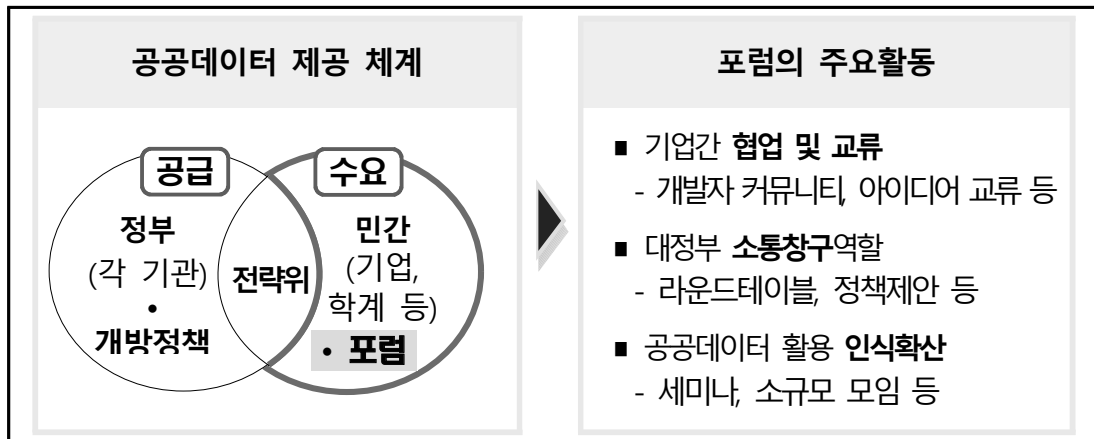 공공데이터 제공 체계
공급
수요
정부
(각 기관)
•
개방정책
전략위
민간
(기업,
학계 등)
• 포럼
포럼의 주요활동
■ 기업간 협업 및 교류
- 개발자 커뮤니티, 아이디어 교류 등
■ 대정부 소통창구역할
- 라운드테이블, 정책제안 등
■ 공공데이터 활용 인식확산
- 세미나, 소규모 모임 등